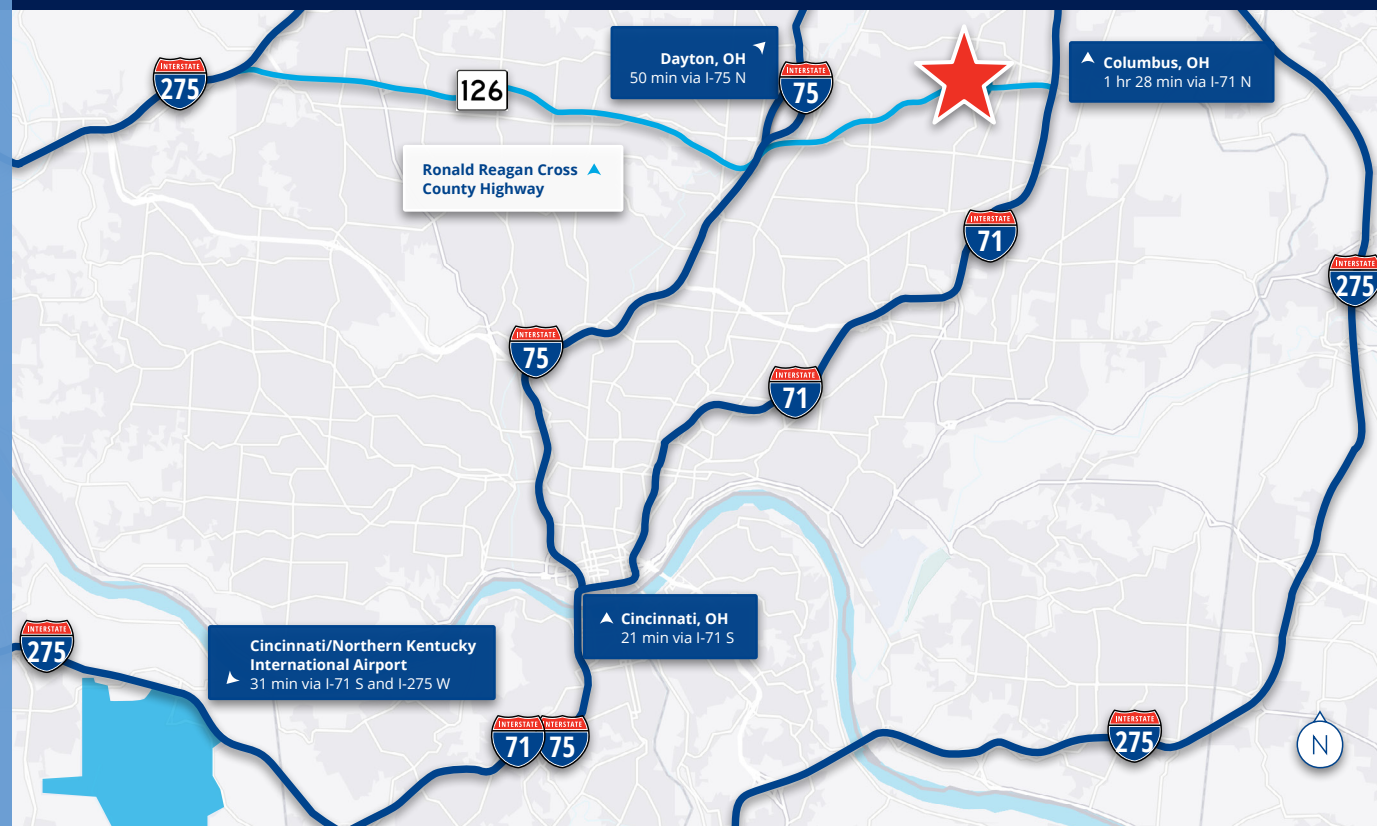 INTERSTATE
275
126
Dayton, OH
50 min via I-75 N
INTERSTATE
75
Columbus, OH
1 hr 28 min via I-71 N
Ronald Reagan Cross
County Highway
INTERSTATE
71
INTERSTATE
275
INTERSTATE
75
INTERSTATE
71
Cincinnati, OH
21 min via I-71 S
INTERSTATE
275
Cincinnati/Northern Kentucky
International Airport
31 min via I-71 S and I-275 W
INTERSTATE
71
INTERSTATE
75
INTERSTATE
275
N